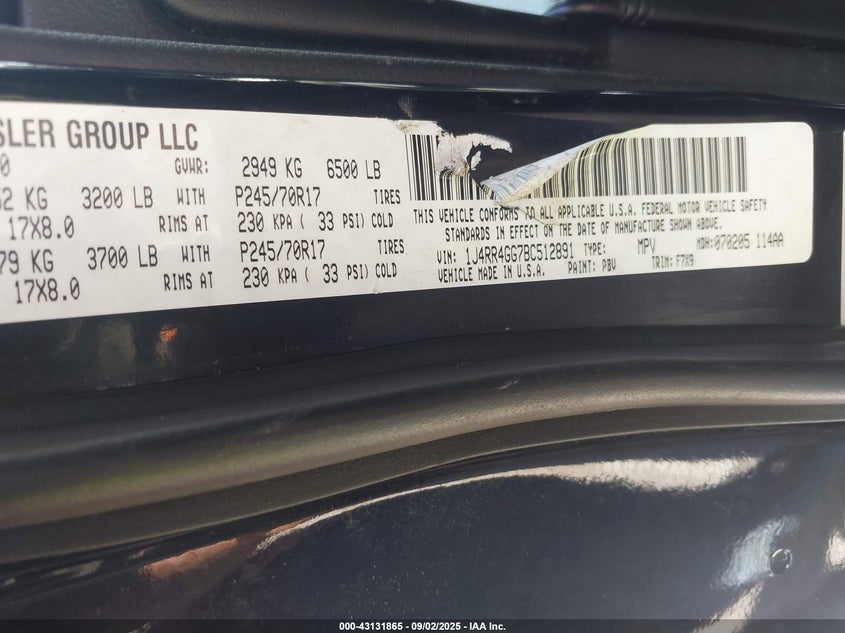 SLER GROUP LLC
0 GVWR: 2949 KG 6500 LB
2 KG 3200 LB WITH P245/70R17 TIRES
17X8.0 RIMS AT 230 KPA ( 33 PSI) COLD
79 KG 3700 LB WITH P245/70R17 TIRES
17X8.0 RIMS AT 230 KPA ( 33 PSI) COLD
THIS VEHICLE CONFORMS TO ALL APPLICABLE U.S.A. FEDERAL MOTOR VEHICLE SAFETY
STANDARDS IN EFFECT ON THE DATE OF MANUFACTURE SHOWN ABOVE.
VIN: 1J4RR4GG7BC512891 TYPE: MPV MDH: 070205 114AA
VEHICLE MADE IN U.S.A. PAINT: PBV TRIM: F7X9
000-43131865 • 09/02/2025 - IAA Inc.